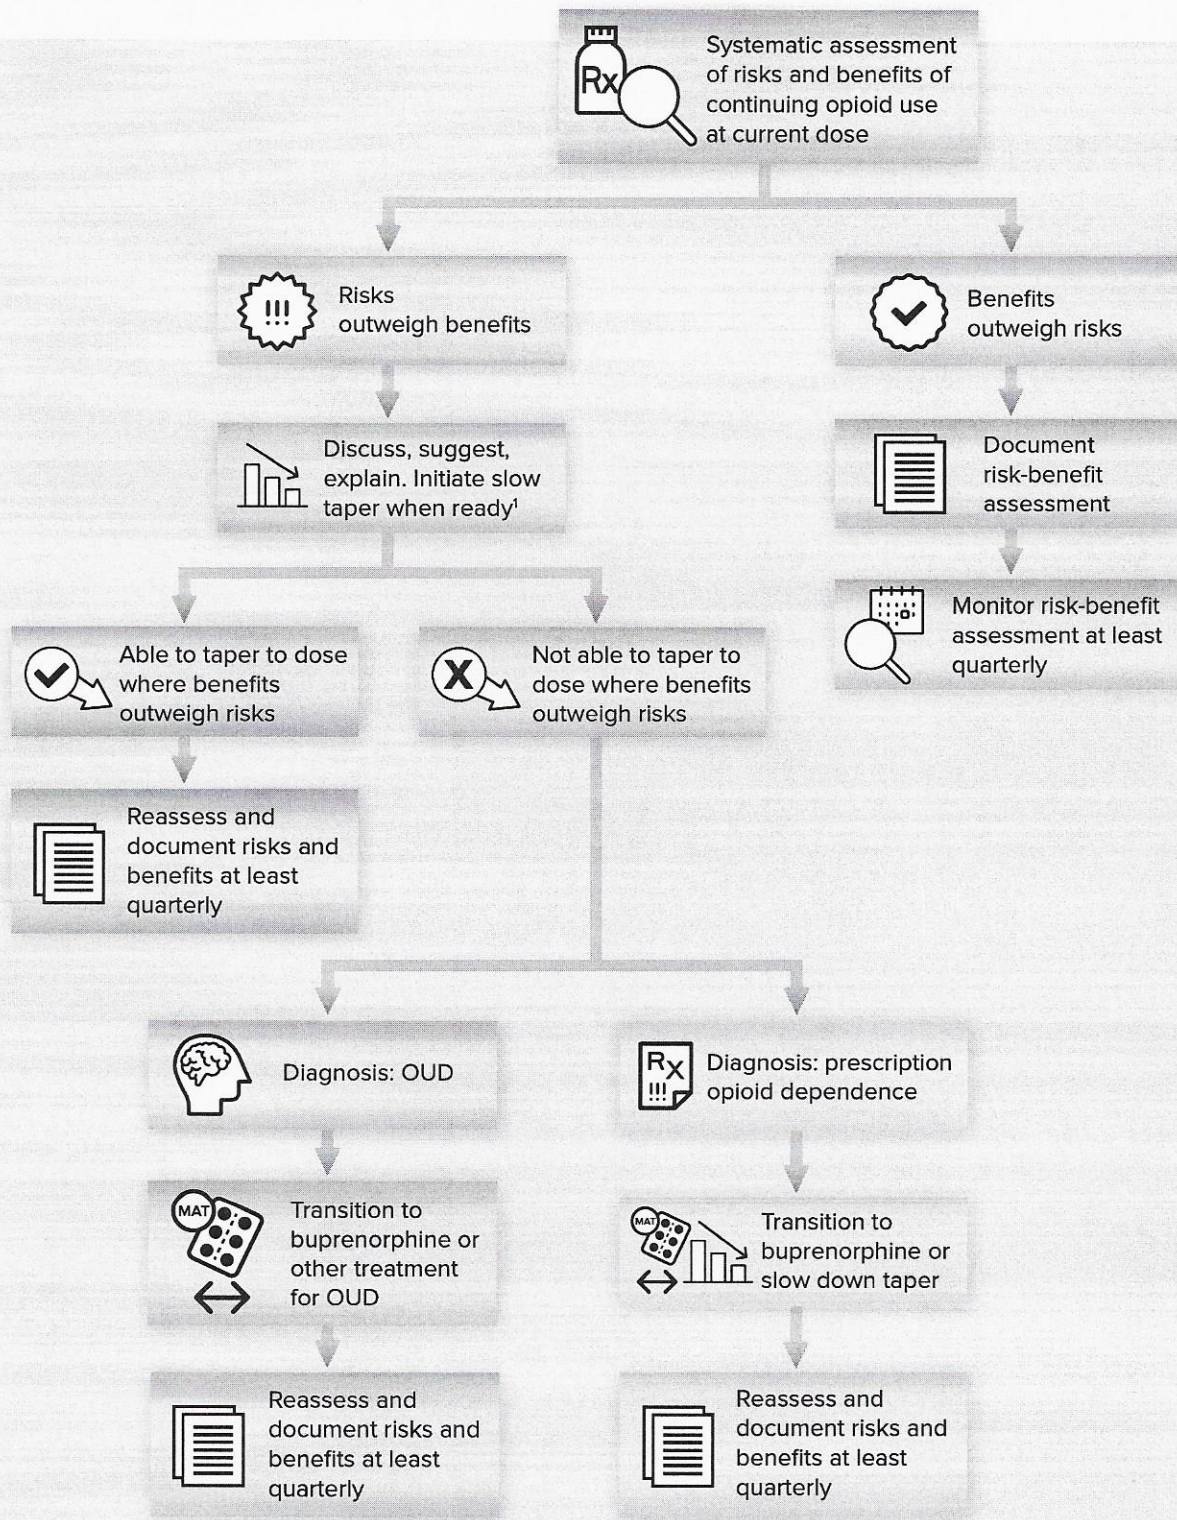 Rx
Systematic assessment
of risks and benefits of
continuing opioid use
at current dose
!!!
Risks
outweigh benefits
Benefits
outweigh risks
Discuss, suggest,
explain. Initiate slow
taper when ready¹
Document
risk-benefit
assessment
Monitor risk-benefit
assessment at least
quarterly
Able to taper to dose
where benefits
outweigh risks
X
Not able to taper to
dose where benefits
outweigh risks
Reassess and
document risks and
benefits at least
quarterly
Diagnosis: OUD
Rx
!!!
Diagnosis: prescription
opioid dependence
MAT
Transition to
buprenorphine or
other treatment
for OUD
MAT
Transition to
buprenorphine or
slow down taper
Reassess and
document risks and
benefits at least
quarterly
Reassess and
document risks and
benefits at least
quarterly